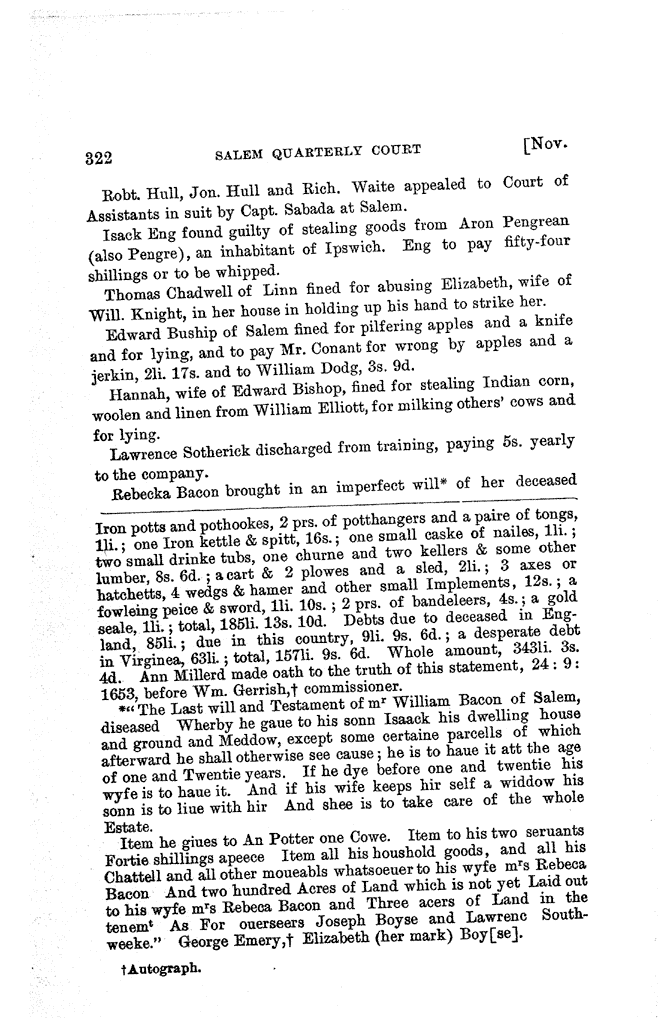 322 SALEM QUARTERLY COURT [Nov.
Robt. Hull, Jon. Hull and Rich. Waite appealed to Court of
Assistants in suit by Capt. Sabada at Salem.
Isack Eng found guilty of stealing goods from Aron Pengrean
(also Pengre), an inhabitant of Ipswich. Eng to pay fifty-four
shillings or to be whipped.
Thomas Chadwell of Linn fined for abusing Elizabeth, wife of
Will. Knight, in her house in holding up his hand to strike her.
Edward Buship of Salem fined for pilfering apples and a knife
and for lying, and to pay Mr. Conant for wrong by apples and a
jerkin, 2li. 17s. and to William Dodg, 3s. 9d.
Hannah, wife of Edward Bishop, fined for stealing Indian corn,
woolen and linen from William Elliott, for milking others' cows and
for lying.
Lawrence Sotherick discharged from training, paying 5s. yearly
to the company.
Rebecka Bacon brought in an imperfect will* of her deceased
Iron potts and pothookes, 2 prs. of potthangers and a paire of tongs,
1li.; one Iron kettle & spitt, 16s.; one small caske of nailes, 1li.;
two small drinke tubs, one churne and two kellers & some other
lumber, 8s. 6d.; a cart & 2 plowes and a sled, 2li.; 3 axes or
hatchetts, 4 wedgs & hamer and other small Implements, 12s.; a
fowleing peice & sword, 1li. 10s.; 2 prs. of bandeleers, 4s.; a gold
seale, 1li.; total, 185li. 13s. 10d. Debts due to deceased in Eng-
land, 85li.; due in this country, 9li. 9s. 6d.; a desperate debt
in Virginea, 63li.; total, 157li. 9s. 6d. Whole amount, 343li. 3s.
4d. Ann Millerd made oath to the truth of this statement, 24 : 9 :
1653, before Wm. Gerrish,† commissioner.
*"The Last will and Testament of mʳ William Bacon of Salem,
diseased Wherby he gaue to his sonn Isaack his dwelling house
and ground and Meddow, except some certaine parcells of which
afterward he shall otherwise see cause; he is to haue it att the age
of one and Twentie years. If he dye before one and twentie his
wyfe is to haue it. And if his wife keeps hir self a widdow his
sonn is to liue with hir And shee is to take care of the whole
Estate.
Item he giues to An Potter one Cowe. Item to his two seruants
Fortie shillings apeece Item all his houshold goods, and all his
Chattell and all other moueabls whatsoeuer to his wyfe mʳs Rebeca
Bacon And two hundred Acres of Land which is not yet Laid out
to his wyfe mʳs Rebeca Bacon and Three acers of Land in the
tenemᵗ As For ouerseers Joseph Boyse and Lawrenc South-
weeke." George Emery,† Elizabeth (her mark) Boy[se].
†Autograph.